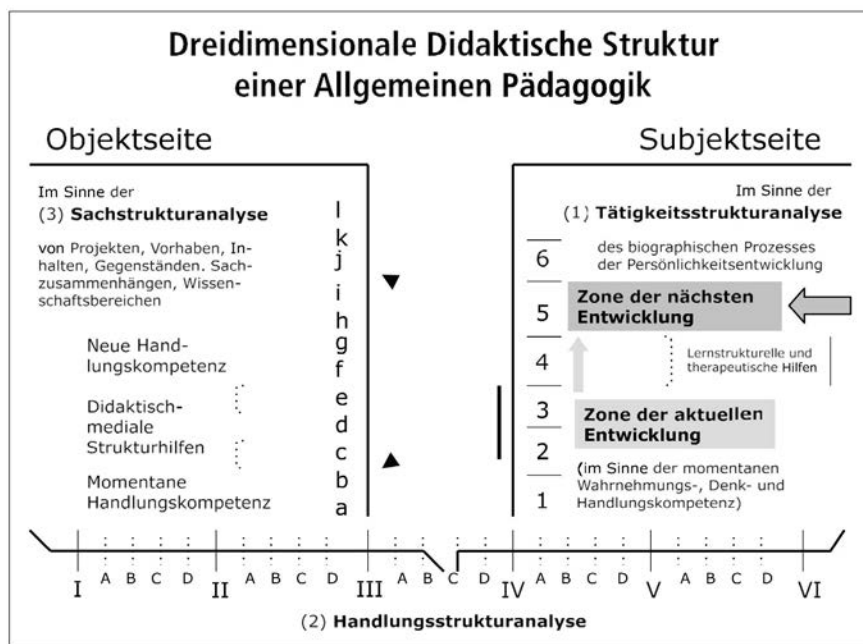 Dreidimensionale Didaktische Struktur
einer Allgemeinen Pädagogik
Objektseite
Im Sinne der
(3) Sachstrukturanalyse
von Projekten, Vorhaben, In-
halten, Gegenständen. Sach-
zusammenhängen, Wissen-
schaftsbereichen
Neue Hand-
lungskompetenz
Didaktisch-
mediale
Strukturhilfen
Momentane
Handlungskompetenz
l
k
j
i
h
g
f
e
d
c
b
a
Subjektseite
Im Sinne der
(1) Tätigkeitsstrukturanalyse
des biographischen Prozesses
der Persönlichkeitsentwicklung
6
5
4
3
2
1
Zone der nächsten
Entwicklung
Lernstrukturelle und
therapeutische Hilfen
Zone der aktuellen
Entwicklung
(im Sinne der momentanen
Wahrnehmungs-, Denk- und
Handlungskompetenz)
I A B C D II A B C D III A B C D IV A B C D V A B C D VI
(2) Handlungsstrukturanalyse